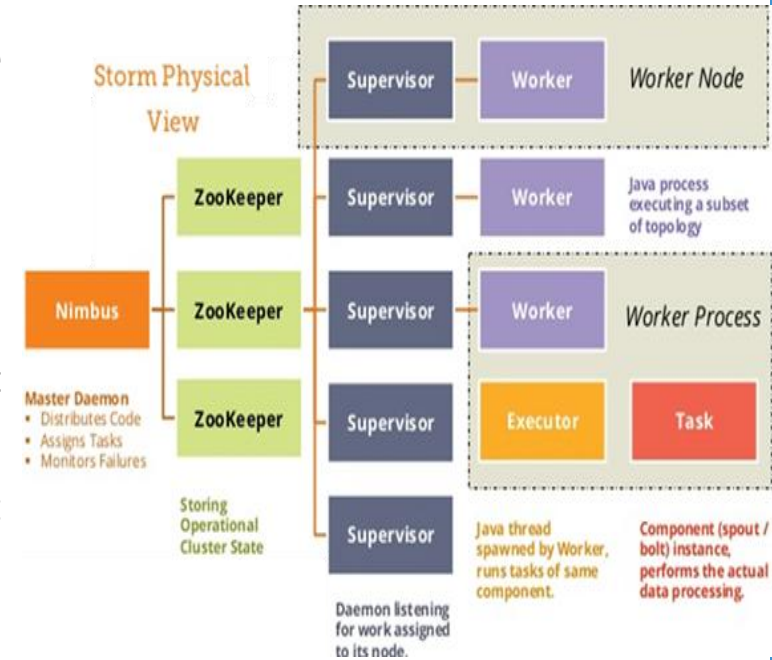 Storm Physical
View
Supervisor
Worker
Worker Node
ZooKeeper
Supervisor
Worker
Java process
executing a subset
of topology
Nimbus
ZooKeeper
Supervisor
Worker
Worker Process
Master Daemon
• Distributes Code
• Assigns Tasks
• Monitors Failures
ZooKeeper
Supervisor
Executor
Task
Storing
Operational
Cluster State
Supervisor
Java thread
spawned by Worker,
runs tasks of same
component.
Component (spout /
bolt) instance,
performs the actual
data processing.
Daemon listening
for work assigned
to its node.